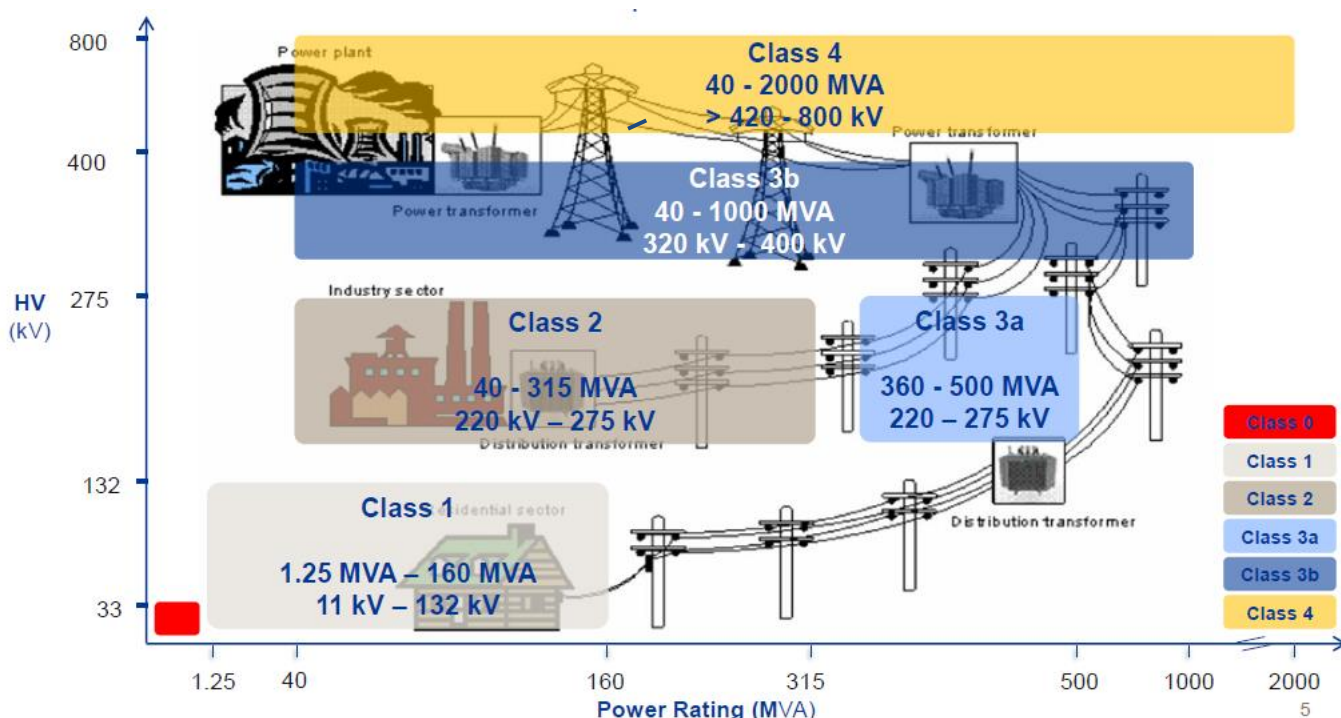 800
Power plant
Class 4
40 - 2000 MVA
> 420 - 800 kV
Power transformer
400
Class 3b
Power transformer
40 - 1000 MVA
320 kV - 400 kV
HV
(kV)
275
Industry sector
Class 2
Class 3a
40 - 315 MVA
220 kV – 275 kV
360 - 500 MVA
220 – 275 kV
Distribution transformer
Class 0
Class 1
Class 2
Class 3a
Class 3b
Class 4
132
Class 1
sidential sector
Distribution transformer
1.25 MVA – 160 MVA
11 kV – 132 kV
33
1.25
40
160
315
500
1000
2000
Power Rating (MVA)
5